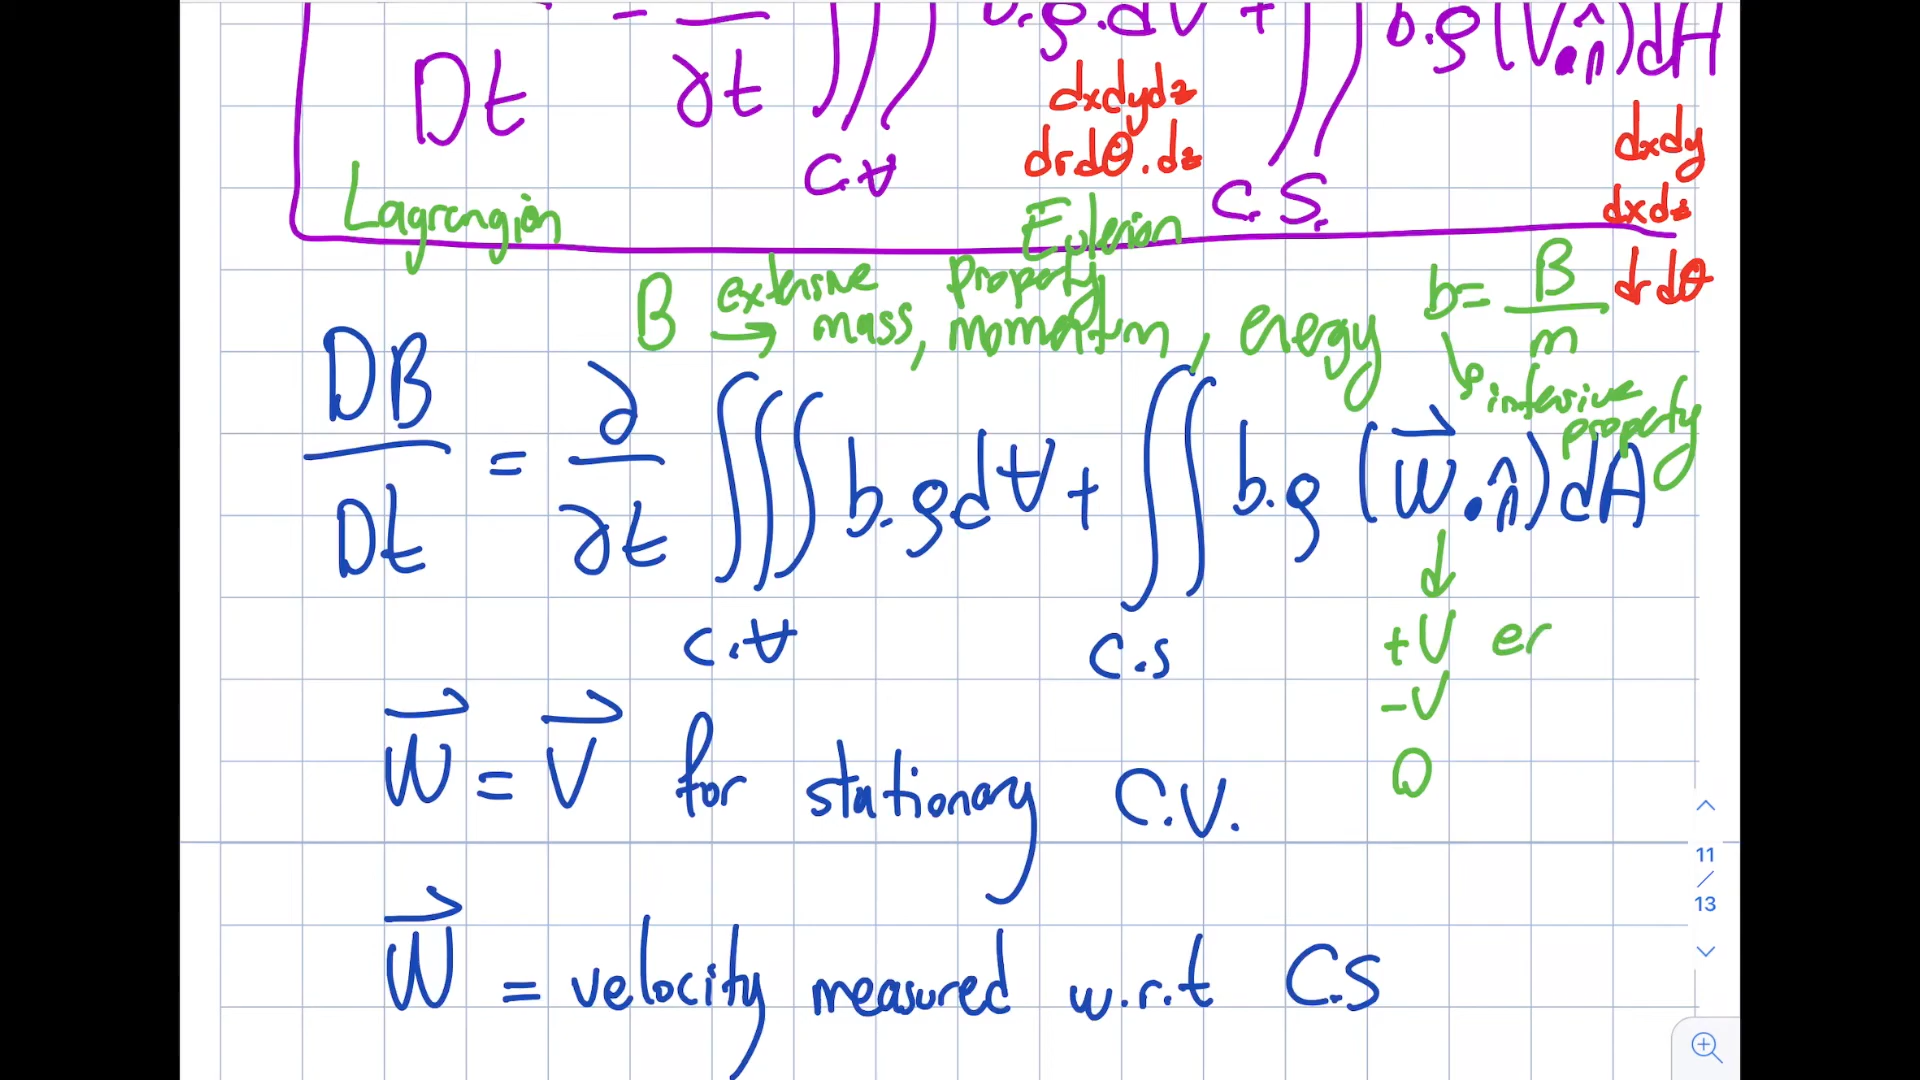 DB/Dt = ∂/∂t ∭ b.ρ.dV + ∬ b.ρ(V.n̂)dA
dxdydz
drdθ.dz
dxdy
dxdz
drdθ
C.V
C.S.
Lagrangian
Eulerian
B extensive property
→ mass, momentum, energy
b = B/m
↳ intensive property
DB/Dt = ∂/∂t ∭ b.ρdV + ∬ b.ρ (W⃗.n̂)dA
C.V
C.S
↓
+V er
-V
0
W⃗ = V⃗ for stationary C.V.
W⃗ = velocity measured w.r.t C.S
11
/
13